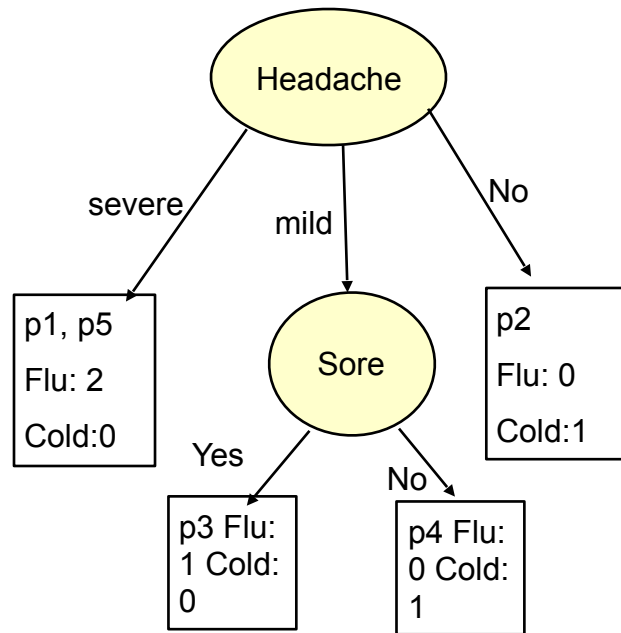 Headache
severe
mild
No
p1, p5
Flu: 2
Cold:0
Sore
p2
Flu: 0
Cold:1
Yes
No
p3 Flu:
1 Cold:
0
p4 Flu:
0 Cold:
1